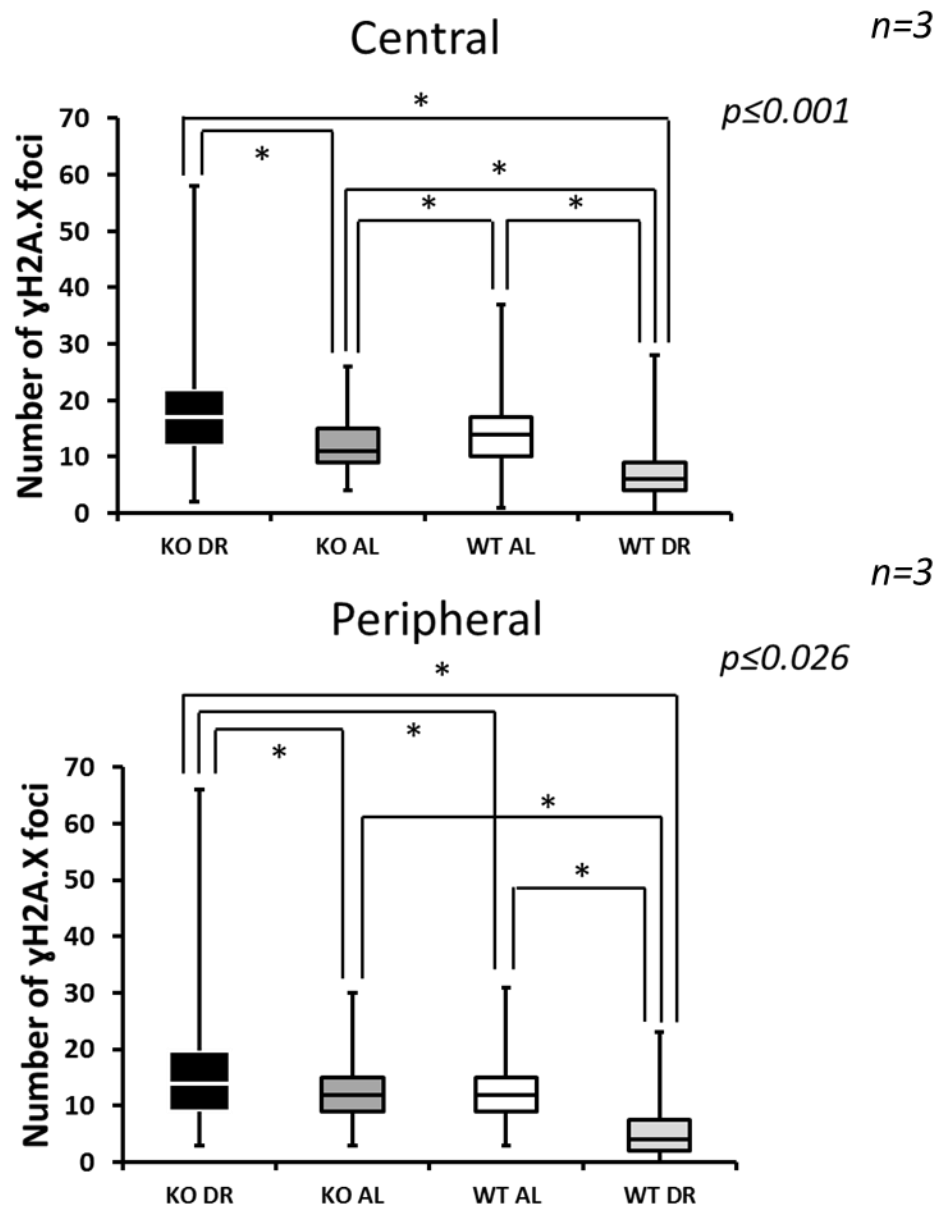 Central
n=3
p≤0.001
Number of γH2A.X foci
70
60
50
40
30
20
10
0
*
*
*
*
*
KO DR
KO AL
WT AL
WT DR
n=3
Peripheral
p≤0.026
Number of γH2A.X foci
70
60
50
40
30
20
10
0
*
*
*
*
*
KO DR
KO AL
WT AL
WT DR